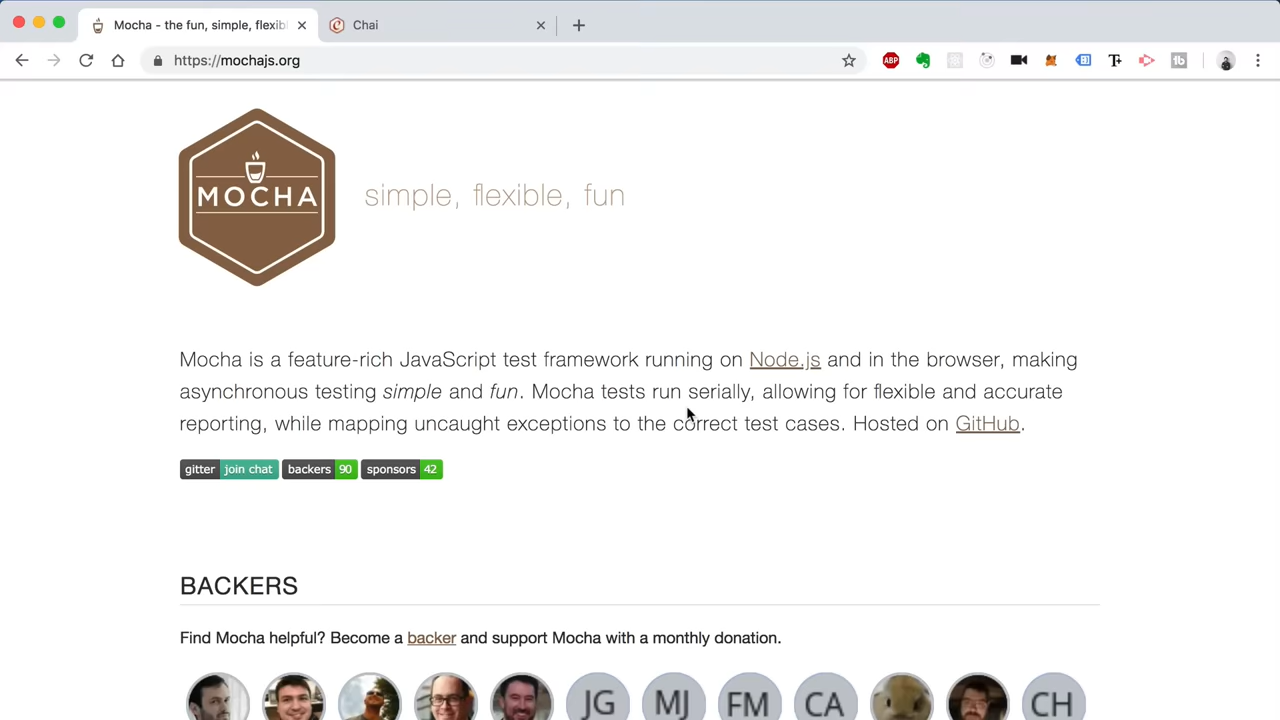 Mocha - the fun, simple, flexib
Chai
https://mochajs.org
ABP
T+
tb
MOCHA
simple, flexible, fun
Mocha is a feature-rich JavaScript test framework running on Node.js and in the browser, making
asynchronous testing simple and fun. Mocha tests run serially, allowing for flexible and accurate
reporting, while mapping uncaught exceptions to the correct test cases. Hosted on GitHub.
gitter join chat backers 90 sponsors 42
BACKERS
Find Mocha helpful? Become a backer and support Mocha with a monthly donation.
JG MJ FM CA CH